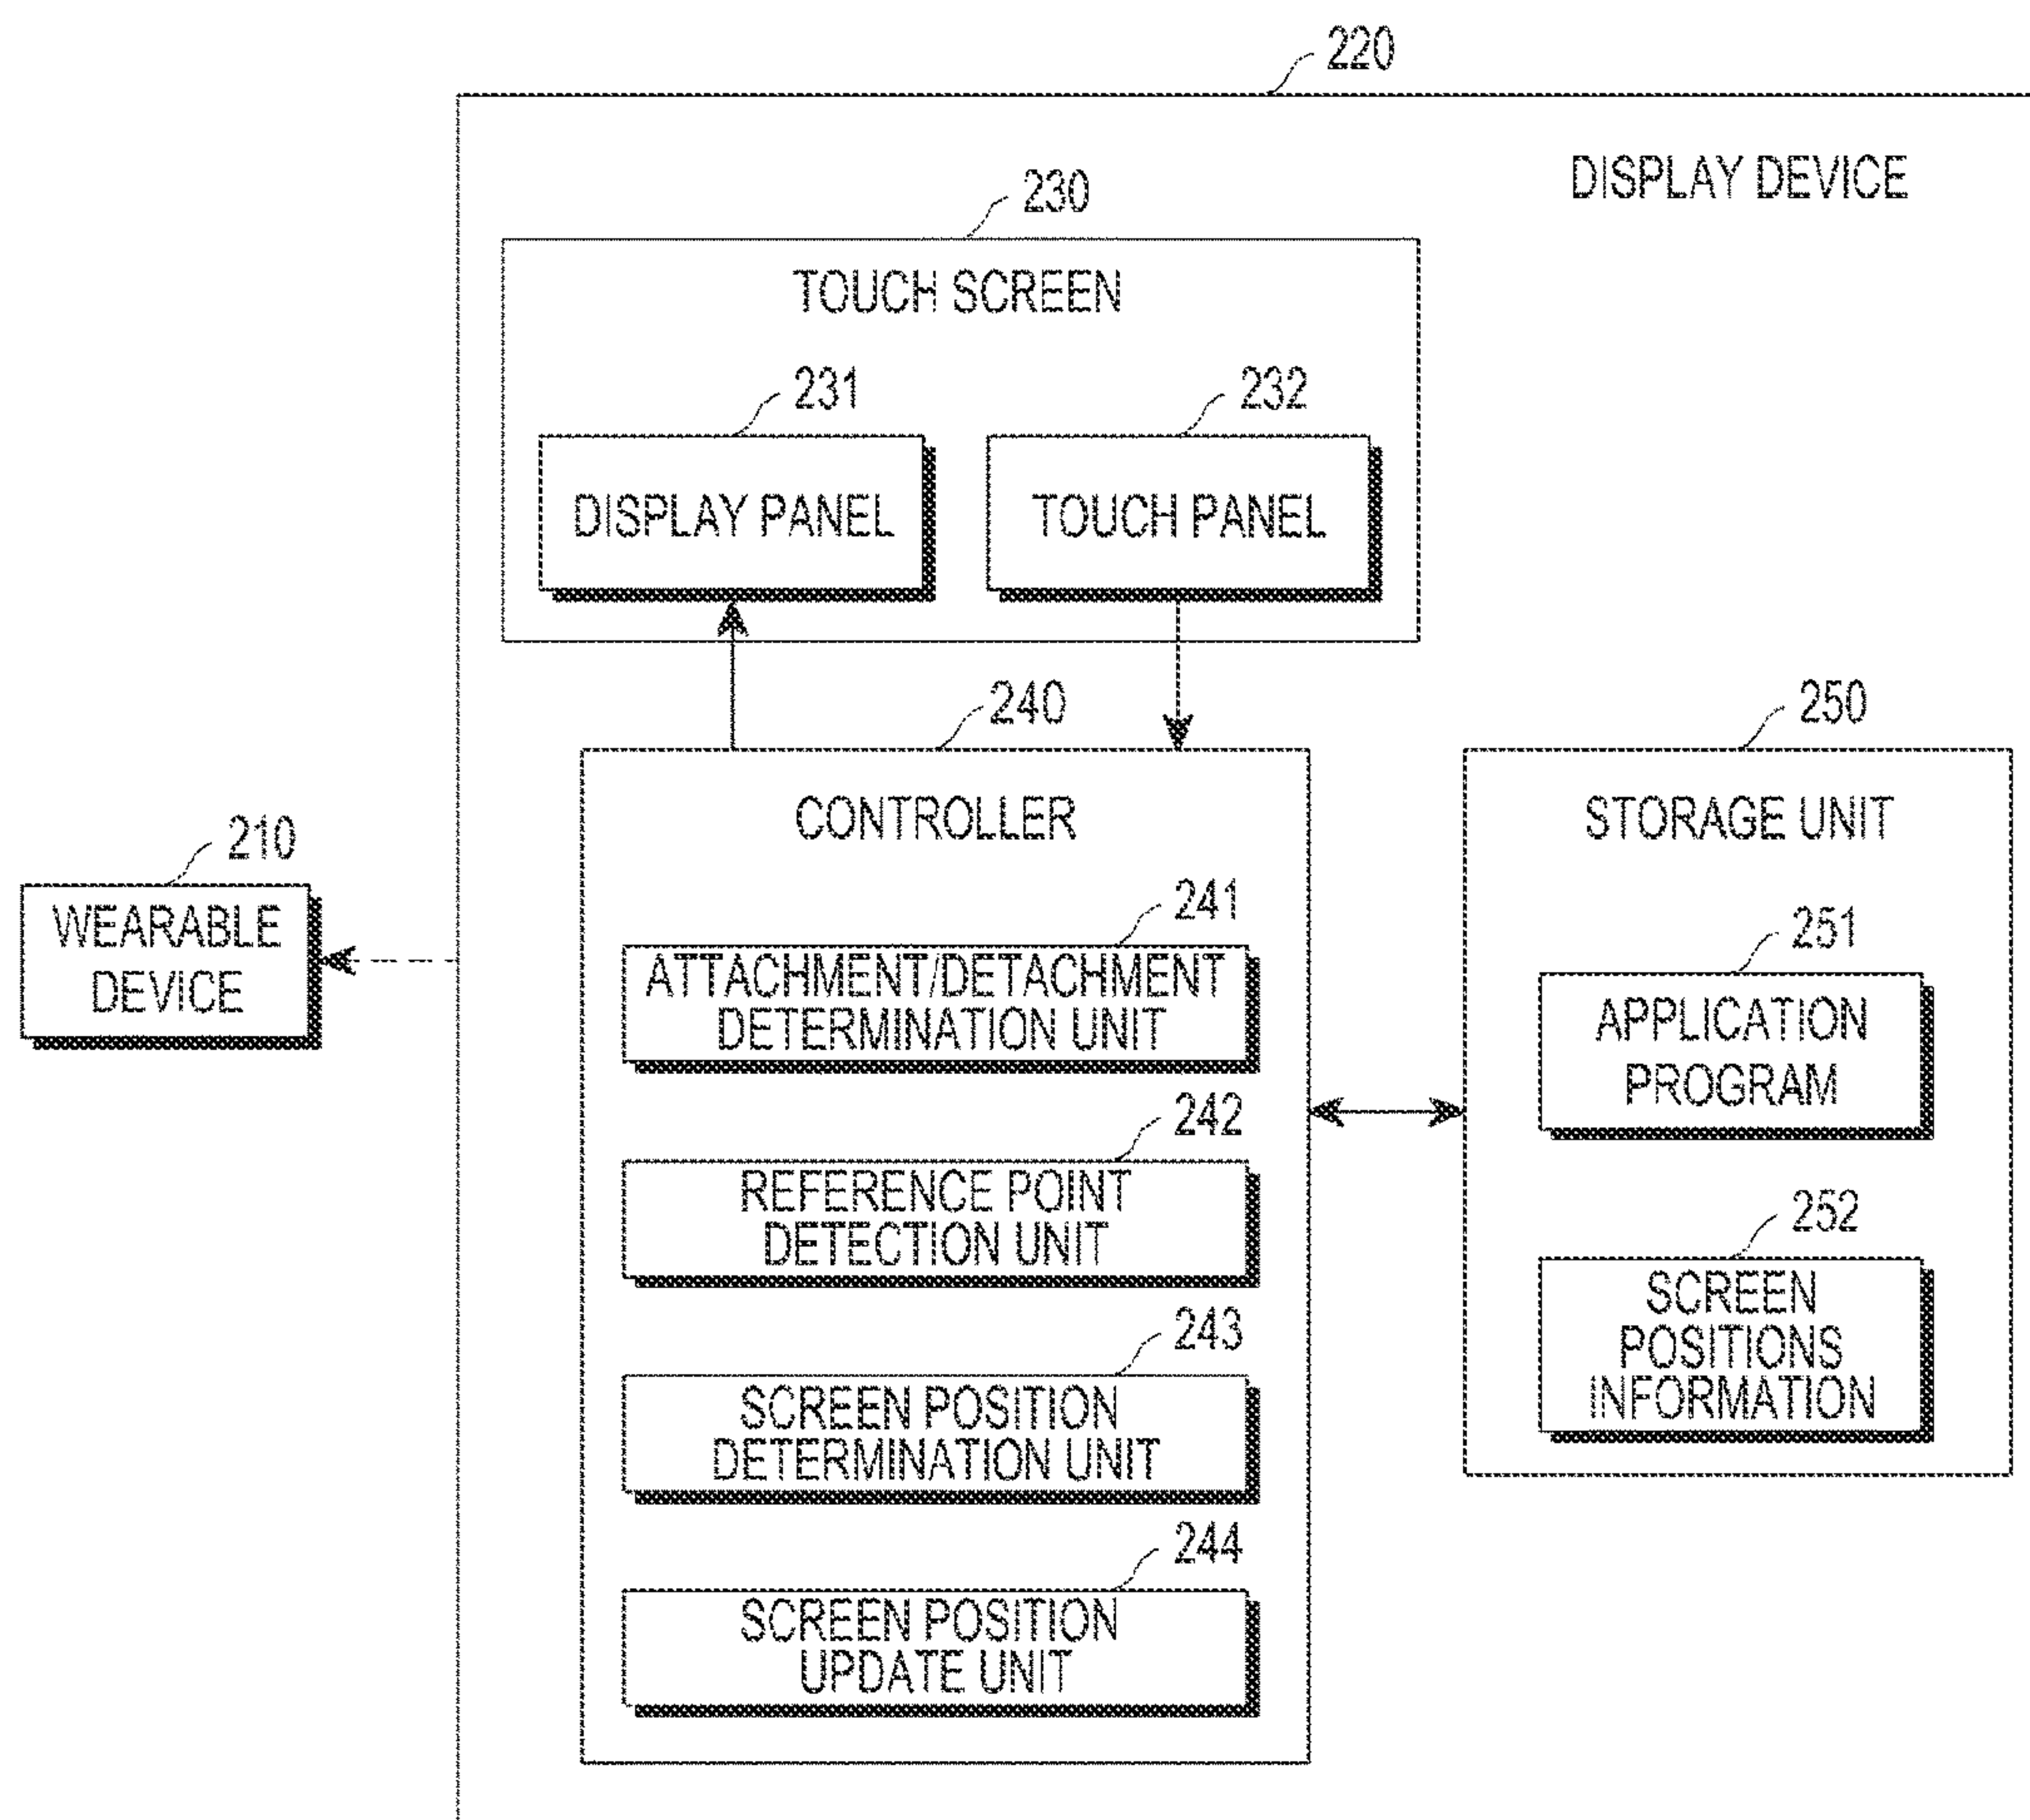 220
DISPLAY DEVICE
230
TOUCH SCREEN
231
232
DISPLAY PANEL
TOUCH PANEL
240
250
CONTROLLER
STORAGE UNIT
210
WEARABLE
DEVICE
241
ATTACHMENT/DETACHMENT
DETERMINATION UNIT
251
APPLICATION
PROGRAM
242
REFERENCE POINT
DETECTION UNIT
252
SCREEN
POSITIONS
INFORMATION
243
SCREEN POSITION
DETERMINATION UNIT
244
SCREEN POSITION
UPDATE UNIT